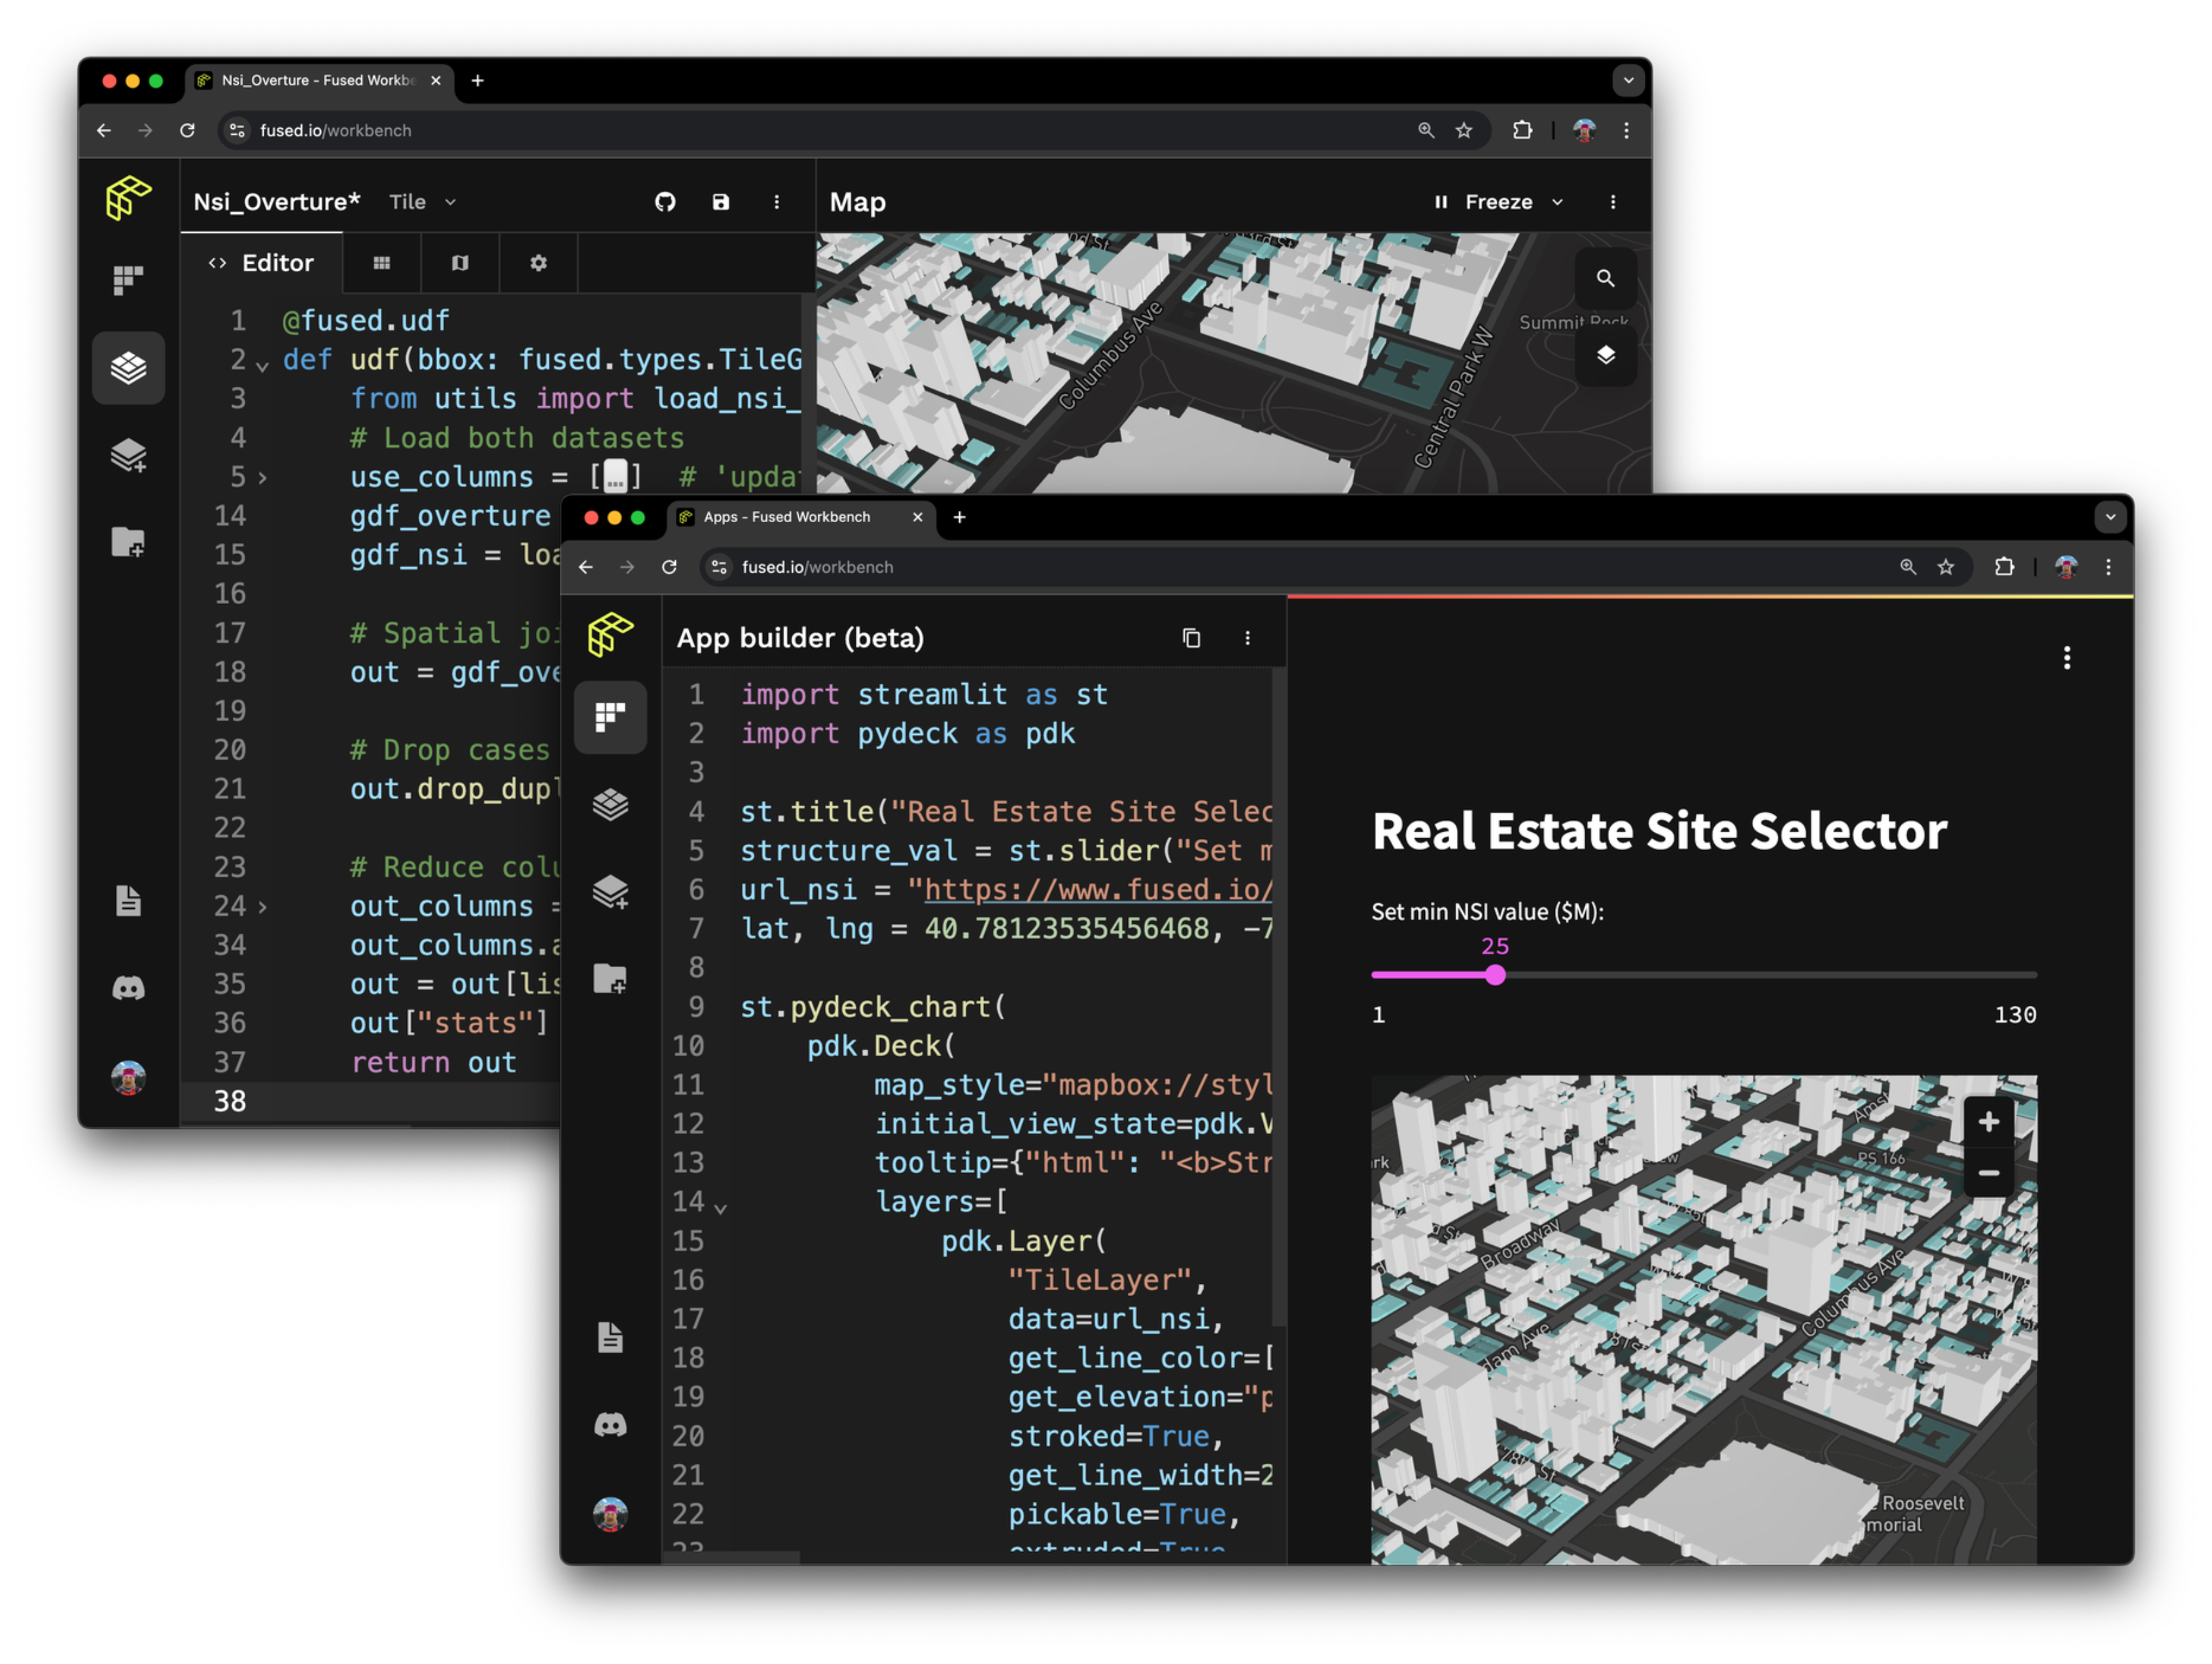 Nsi_Overture - Fused Workbe
fused.io/workbench
Nsi_Overture* Tile
Editor
1 @fused.udf
2 def udf(bbox: fused.types.TileG
3 from utils import load_nsi_
4 # Load both datasets
5 use_columns = […] # 'upda
14 gdf_overture
15 gdf_nsi = loa
16
17 # Spatial joi
18 out = gdf_ove
19
20 # Drop cases
21 out.drop_dupl
22
23 # Reduce colu
24 out_columns =
34 out_columns.a
35 out = out[lis
36 out["stats"]
37 return out
38
Map Freeze
Columbus Ave
Central Park W
Summit Rock
Apps - Fused Workbench
fused.io/workbench
App builder (beta)
1 import streamlit as st
2 import pydeck as pdk
3
4 st.title("Real Estate Site Selec
5 structure_val = st.slider("Set m
6 url_nsi = "https://www.fused.io/
7 lat, lng = 40.78123535456468, -7
8
9 st.pydeck_chart(
10 pdk.Deck(
11 map_style="mapbox://styl
12 initial_view_state=pdk.V
13 tooltip={"html": "<b>Str
14 layers=[
15 pdk.Layer(
16 "TileLayer",
17 data=url_nsi,
18 get_line_color=[
19 get_elevation="p
20 stroked=True,
21 get_line_width=2
22 pickable=True,
23 extruded=True
Real Estate Site Selector
Set min NSI value ($M):
25
1 130
PS 166
Broadway
Columbus Ave
dam Ave
78th St
Roosevelt
morial